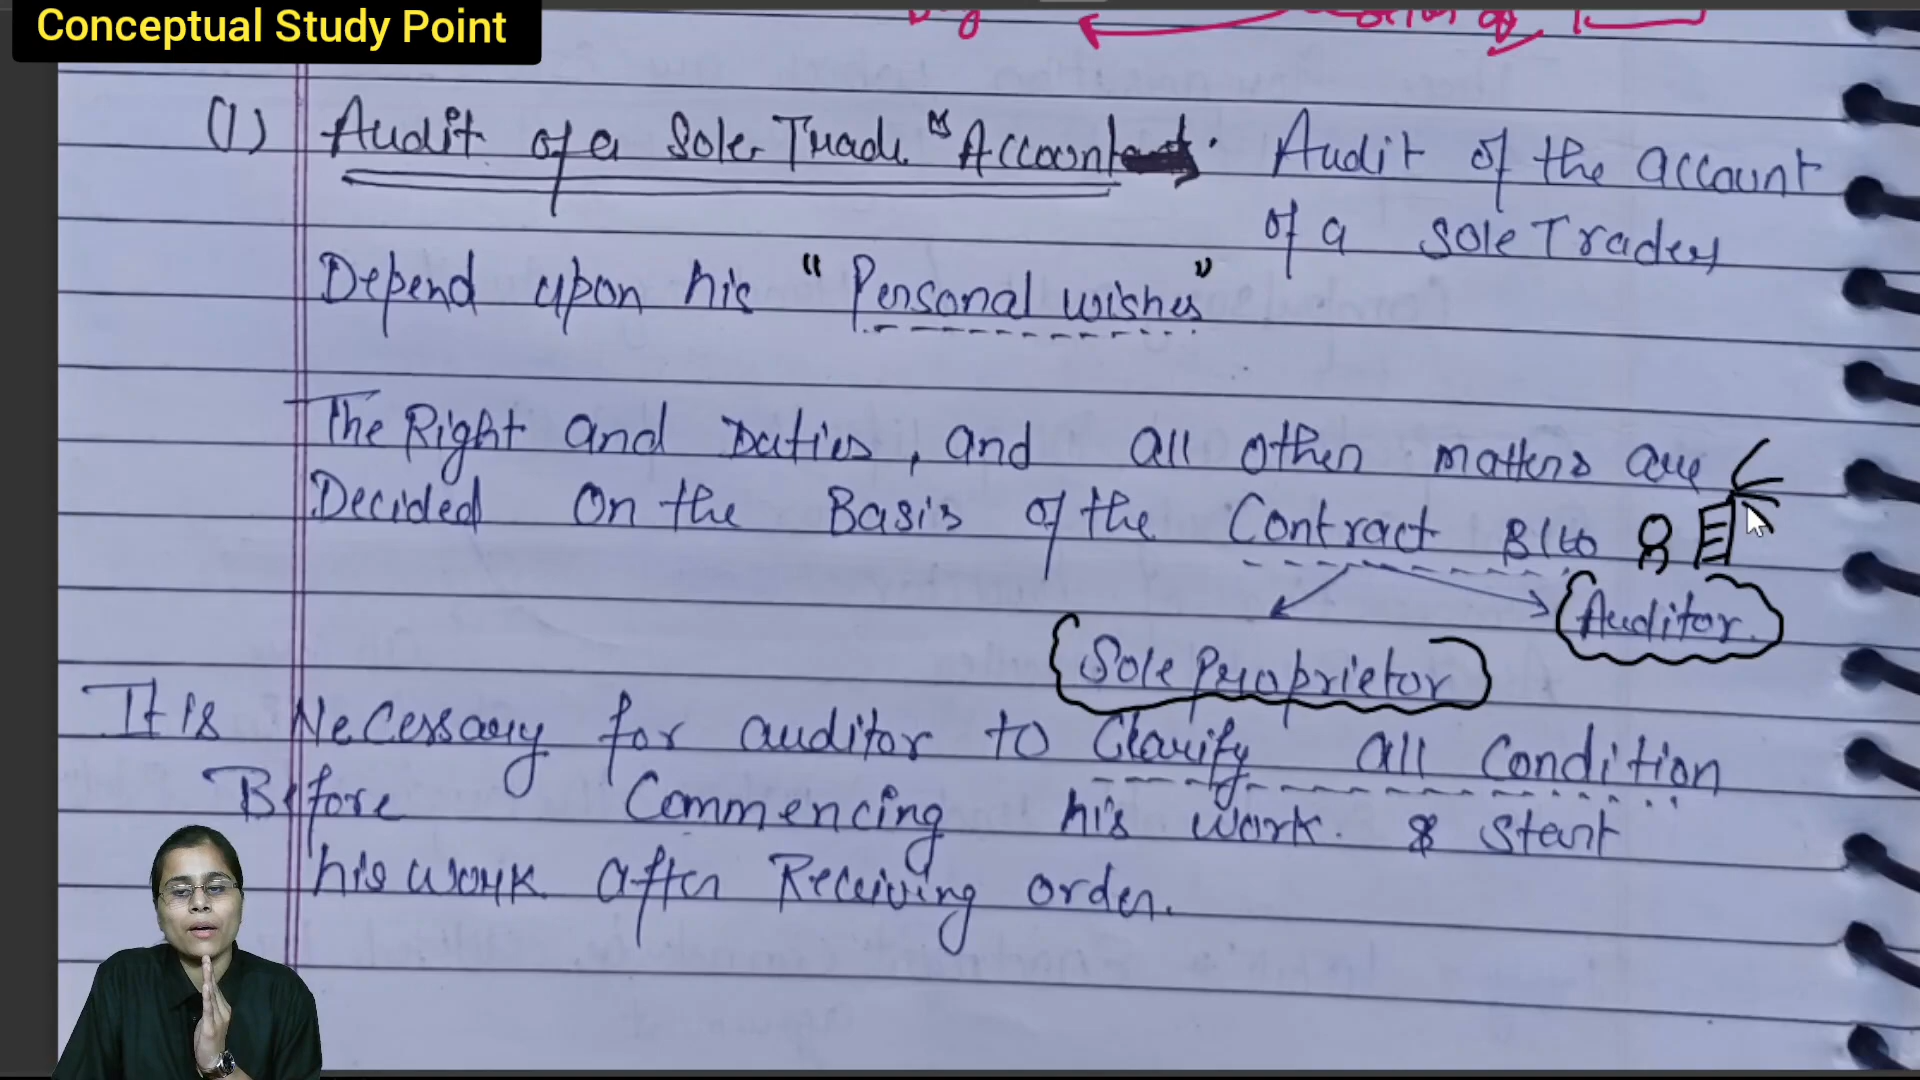 Conceptual Study Point
(1) Audit of a Sole Trade "s Account. Audit of the account
of a Sole Trader
Depend upon his "Personal wishes"
The Right and Duties, and all other matters are
Decided On the Basis of the Contract B/w
Auditor.
Sole Proprietor
It is Necessary for auditor to Clarify all Condition
Before Commencing his work. & Start
his work after Receiving order.